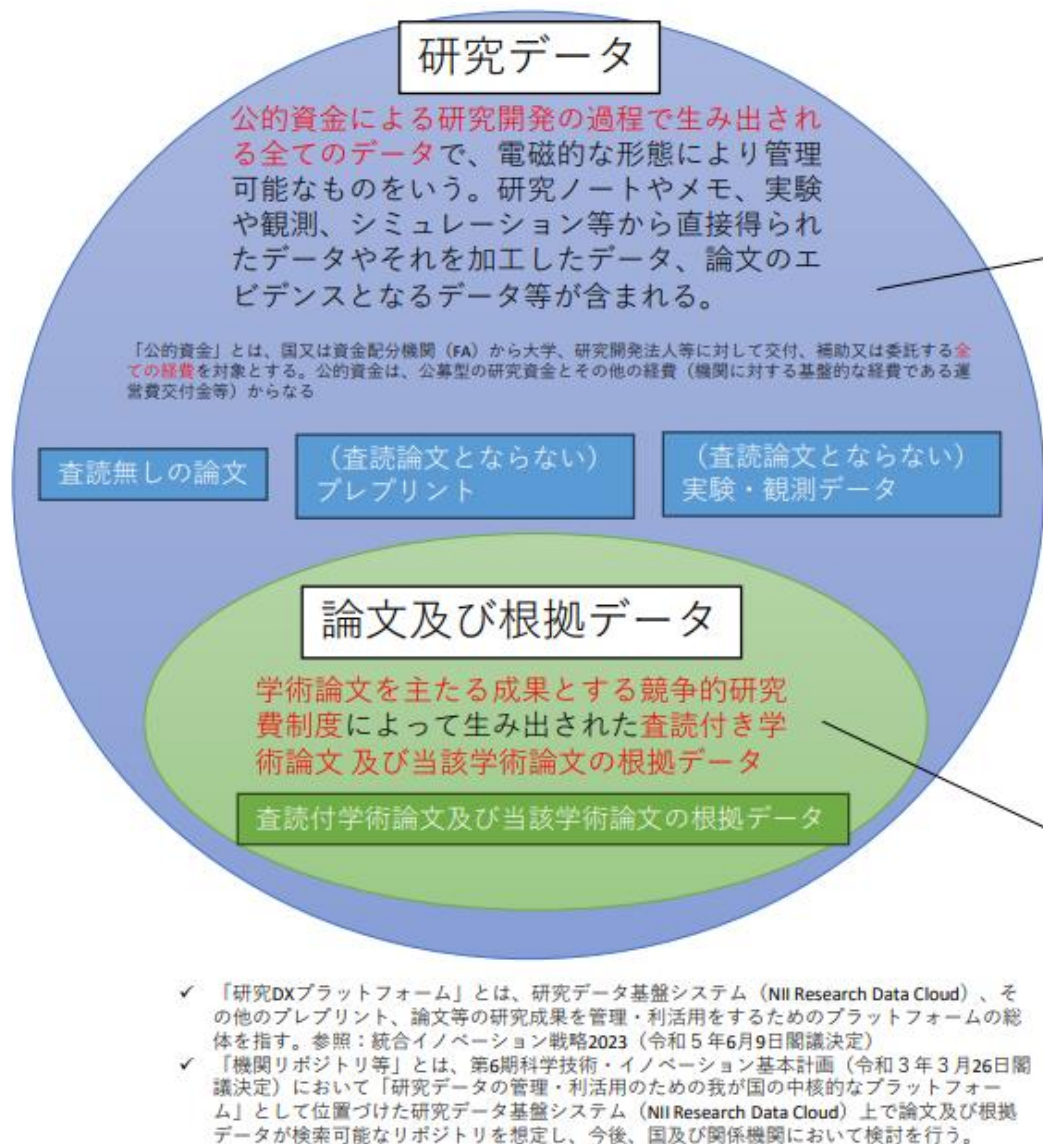 研究データ
公的資金による研究開発の過程で生み出され
る全てのデータで、電磁的な形態により管理
可能なものをいう。研究ノートやメモ、実験
や観測、シミュレーション等から直接得られ
たデータやそれを加工したデータ、論文のエ
ビデンスとなるデータ等が含まれる。
「公的資金」とは、国又は資金配分機関（FA）から大学、研究開発法人等に対して交付、補助又は委託する全
ての経費を対象とする。公的資金は、公募型の研究資金とその他の経費（機関に対する基盤的な経費である運
営費交付金等）からなる
査読無しの論文
（査読論文とならない）
プレプリント
（査読論文とならない）
実験・観測データ
論文及び根拠データ
学術論文を主たる成果とする競争的研究
費制度によって生み出された査読付き学
術論文 及び当該学術論文の根拠データ
査読付学術論文及び当該学術論文の根拠データ
✓ 「研究DXプラットフォーム」とは、研究データ基盤システム（NII Research Data Cloud）、そ
の他のプレプリント、論文等の研究成果を管理・利活用をするためのプラットフォームの総
体を指す。参照：統合イノベーション戦略2023（令和５年6月9日閣議決定）
✓ 「機関リポジトリ等」とは、第6期科学技術・イノベーション基本計画（令和３年３月26日閣
議決定）において「研究データの管理・利活用のための我が国の中核的なプラットフォー
ム」として位置づけた研究データ基盤システム（NII Research Data Cloud）上で論文及び根拠
データが検索可能なリポジトリを想定し、今後、国及び関係機関において検討を行う